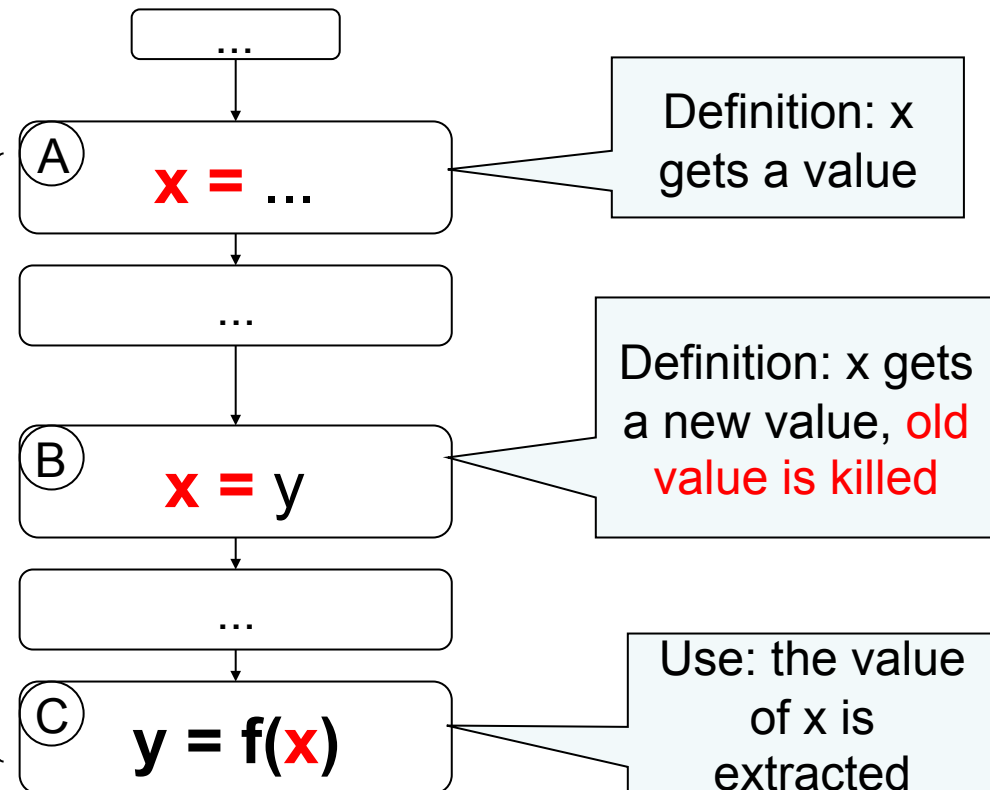 ...
A
x = ...
Definition: x
gets a value
...
B
x = y
Definition: x gets
a new value, old
value is killed
...
C
y = f(x)
Use: the value
of x is
extracted